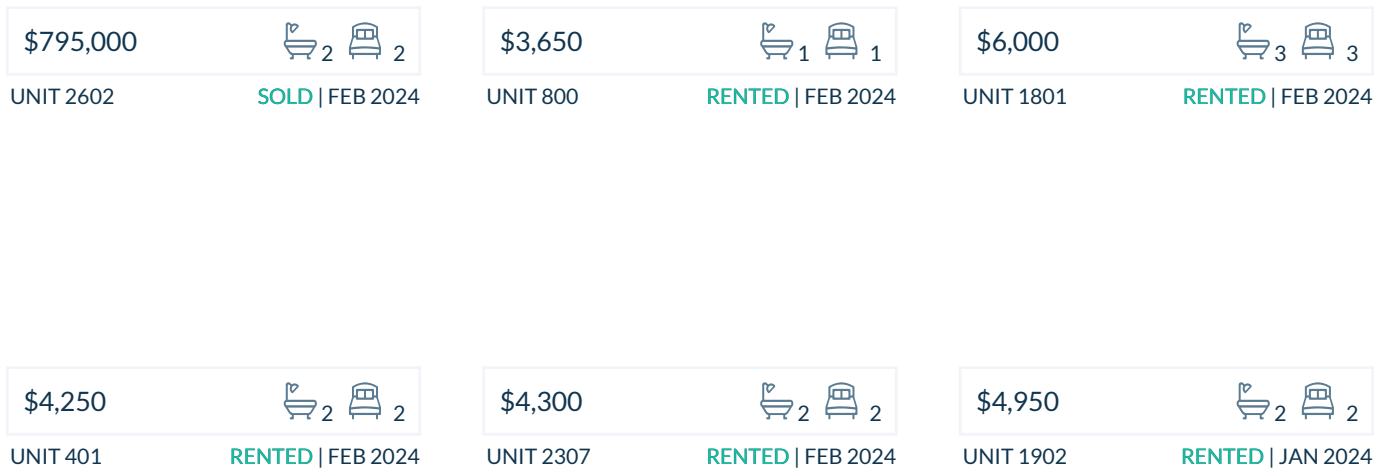 $795,000 2 2
UNIT 2602 SOLD | FEB 2024
$3,650 1 1
UNIT 800 RENTED | FEB 2024
$6,000 3 3
UNIT 1801 RENTED | FEB 2024
$4,250 2 2
UNIT 401 RENTED | FEB 2024
$4,300 2 2
UNIT 2307 RENTED | FEB 2024
$4,950 2 2
UNIT 1902 RENTED | JAN 2024